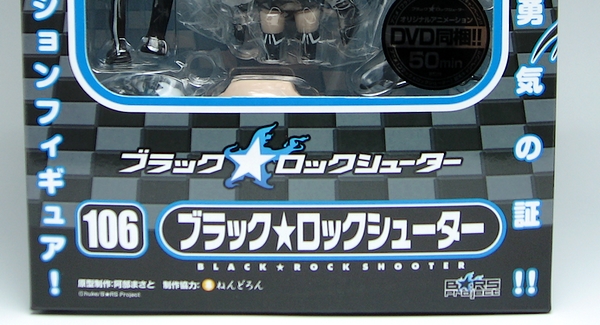 ションフィギュア!
オリジナルアニメーション
DVD同梱!!
50min
勇気の証!!
ブラック★ロックシューター
106
ブラック★ロックシューター
BLACK★ROCK SHOOTER
原型制作:阿部まさと 制作協力:ねんどろん
©Huke/B★RS Project
B★RS
Project